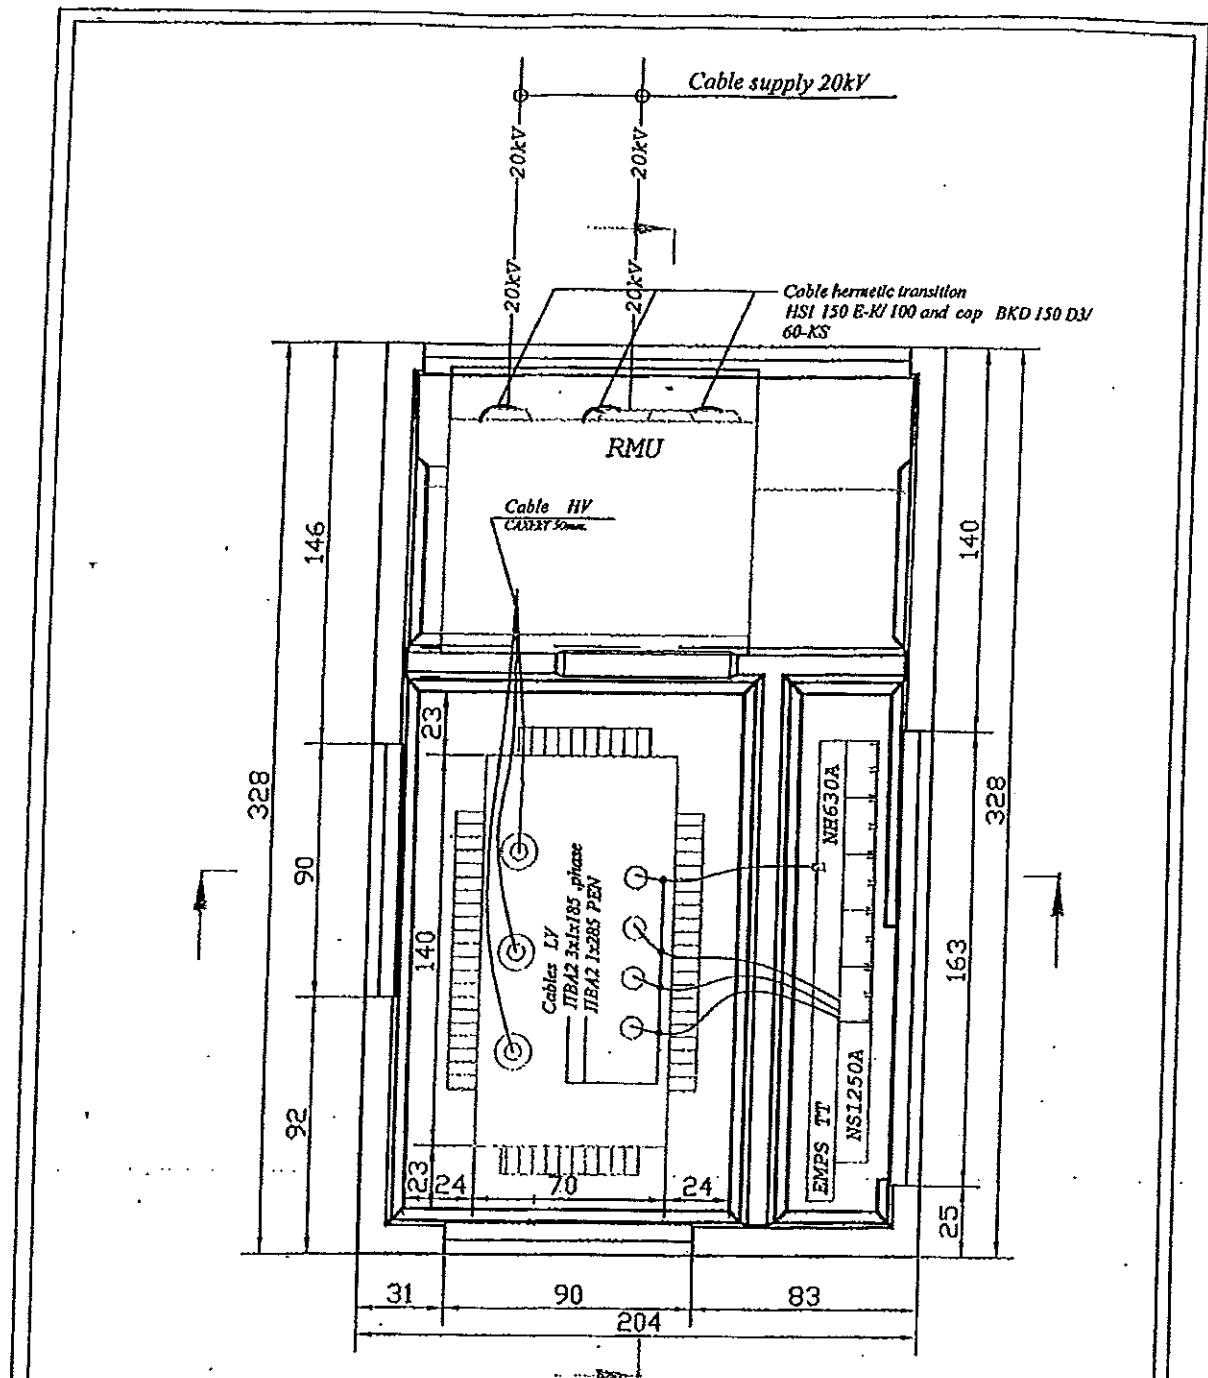 Cable supply 20kV
20kV
20kV
20kV
20kV
Cable hermetic transition
HSI 150 E-K/ 100 and cap BKD 150 D3/
60-KS
RMU
Cable HV
146
140
328
328
23
NH630A
90
140
Cables LV
ПВА2 3x1x185 ,phase
ПВА2 1x285 PEN
163
92
23
24
70
24
EMPS TT
NS1250A
25
31
90
83
204